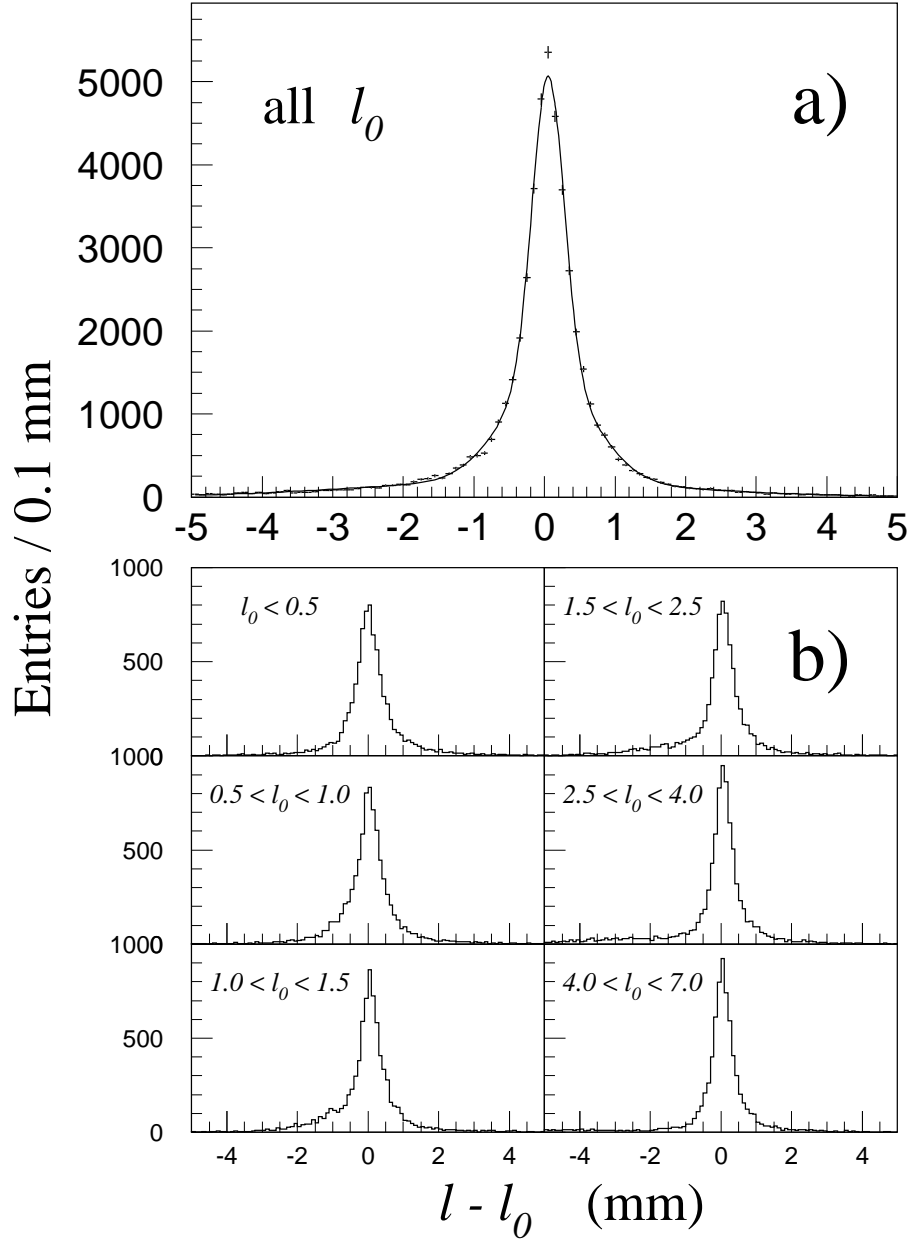 a)
all l0
5000
4000
3000
2000
1000
0
-5 -4 -3 -2 -1 0 1 2 3 4 5
Entries / 0.1 mm
b)
1000
l0 < 0.5
1.5 < l0 < 2.5
500
1000
0.5 < l0 < 1.0
2.5 < l0 < 4.0
500
1000
1.0 < l0 < 1.5
4.0 < l0 < 7.0
500
0
-4 -2 0 2 4 -4 -2 0 2 4
l - l0 (mm)